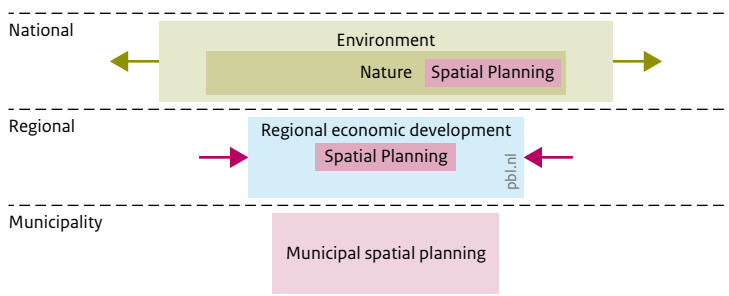 National
Environment
Nature
Spatial Planning
Regional
Regional economic development
Spatial Planning
pbl.nl
Municipality
Municipal spatial planning